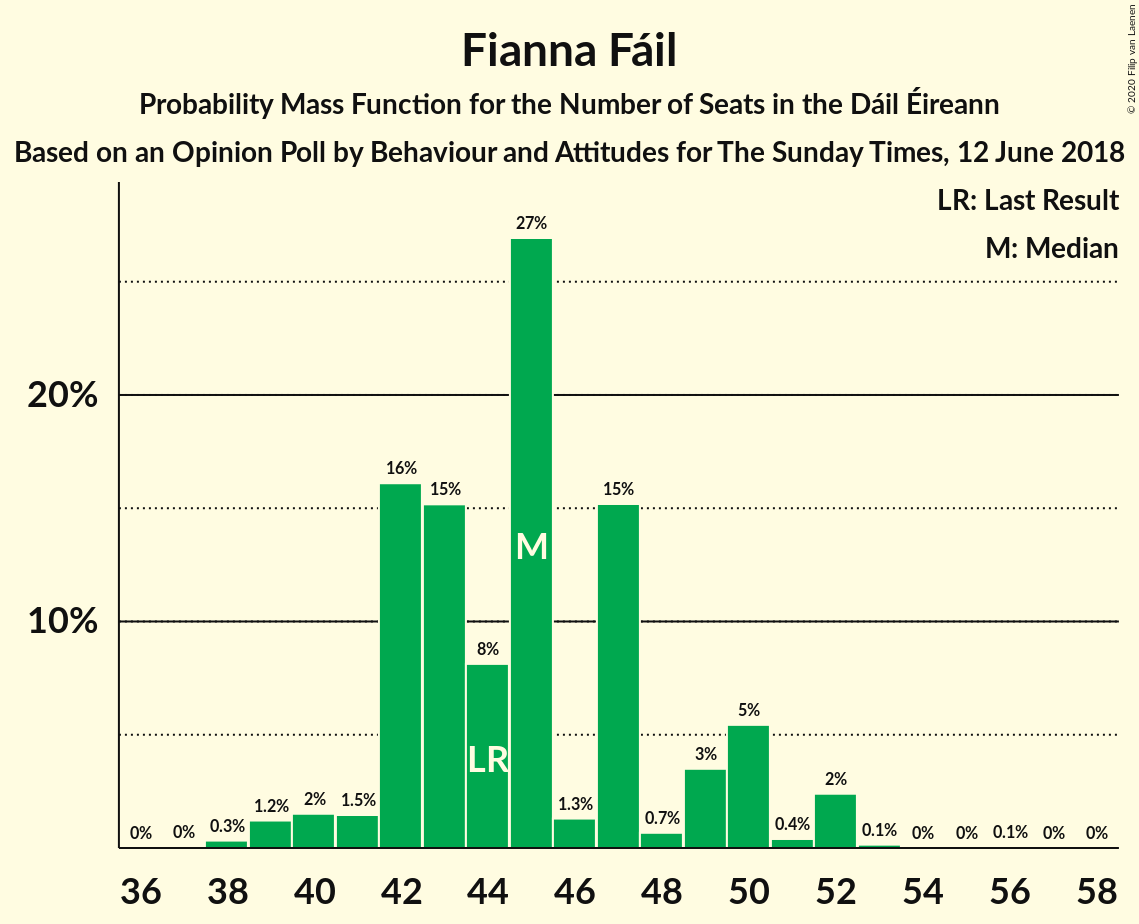 Fianna Fáil
Probability Mass Function for the Number of Seats in the Dáil Éireann
Based on an Opinion Poll by Behaviour and Attitudes for The Sunday Times, 12 June 2018
© 2020 Filip van Laenen
LR: Last Result
M: Median
20%
10%
0% 0% 0.3% 1.2% 2% 1.5% 16% 15% 8% 27% 1.3% 15% 0.7% 3% 5% 0.4% 2% 0.1% 0% 0% 0.1% 0% 0%
M
LR
36 38 40 42 44 46 48 50 52 54 56 58